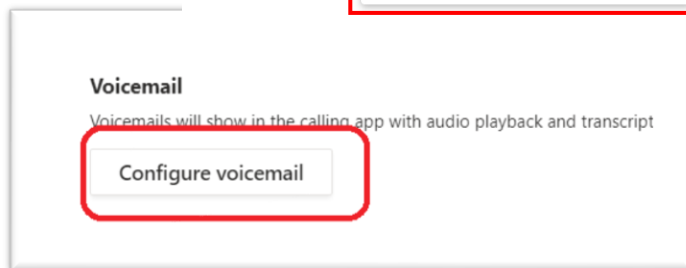 Voicemail
Voicemails will show in the calling app with audio playback and transcript
Configure voicemail